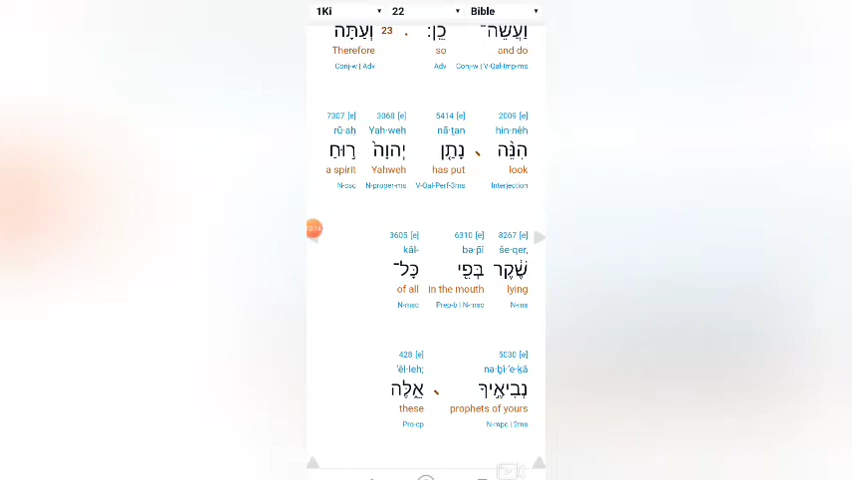 1Ki 22 Bible
וַעֲשֵׂה־ כֵֽן׃ . 23 וְעַתָּ֗ה
and do so Therefore
Conj-w | V-Qal-Imp-ms Adv Conj-w | Adv
2009 [e] 5414 [e] 3068 [e] 7307 [e]
hin·nêh nā·ṯan Yah·weh rū·aḥ
הִנֵּ֨ה נָתַ֤ן יְהוָה֙ ר֣וּחַ
look has put Yahweh a spirit
Interjection V-Qal-Perf-3ms N-proper-ms N-csc
8267 [e] 6310 [e] 3605 [e]
še·qer, bə·p̄î kāl-
שֶׁ֔קֶר בְּפִ֖י כָּל־
lying in the mouth of all
N-ms Prep-b | N-msc N-msc
5030 [e] 428 [e]
nə·ḇî·’e·ḵā ’êl·leh;
נְבִיאֶ֣יךָ אֵ֑לֶּה
prophets of yours these
N-mpc | 2ms Pro-cp